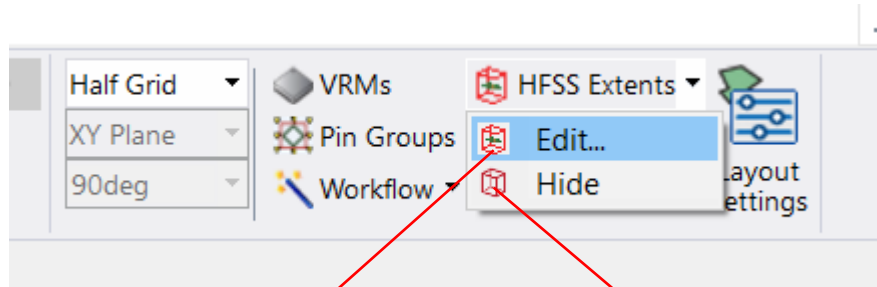 Half Grid
XY Plane
90deg
VRMs
Pin Groups
Workflow
HFSS Extents
Edit...
Hide
ayout
ettings